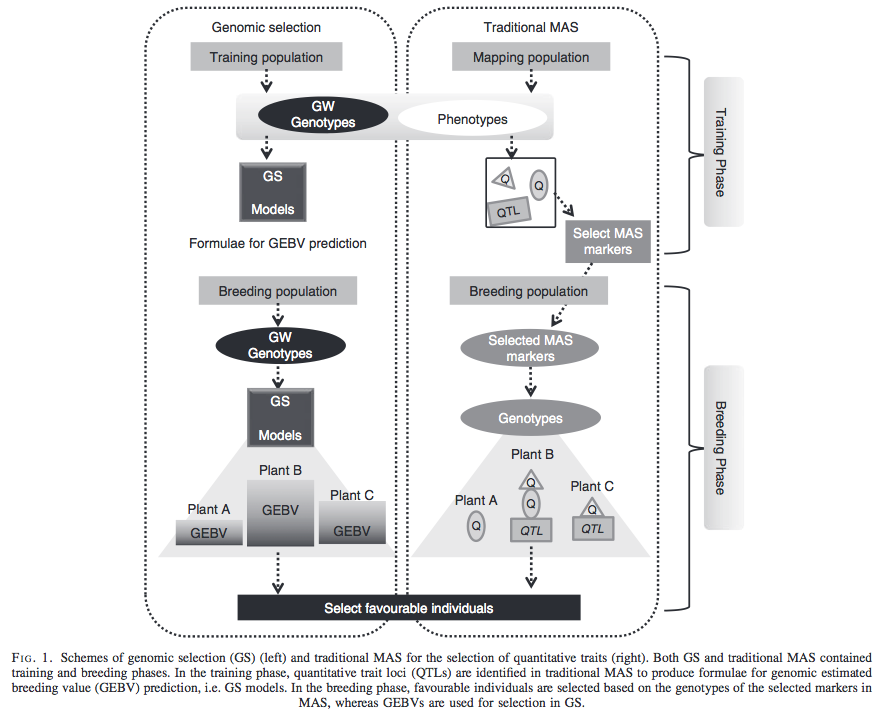 Genomic selection
Traditional MAS
Training population
Mapping population
GW
Genotypes
Phenotypes
GS
Models
Q
Q
QTL
Select MAS
markers
Formulae for GEBV prediction
Training Phase
Breeding population
Breeding population
GW
Genotypes
Selected MAS
markers
GS
Models
Genotypes
Plant A
GEBV
Plant B
GEBV
Plant C
GEBV
Plant A
Q
Plant B
Q
Q
QTL
Plant C
Q
QTL
Breeding Phase
Select favourable individuals
FIG. 1. Schemes of genomic selection (GS) (left) and traditional MAS for the selection of quantitative traits (right). Both GS and traditional MAS contained
training and breeding phases. In the training phase, quantitative trait loci (QTLs) are identified in traditional MAS to produce formulae for genomic estimated
breeding value (GEBV) prediction, i.e. GS models. In the breeding phase, favourable individuals are selected based on the genotypes of the selected markers in
MAS, whereas GEBVs are used for selection in GS.